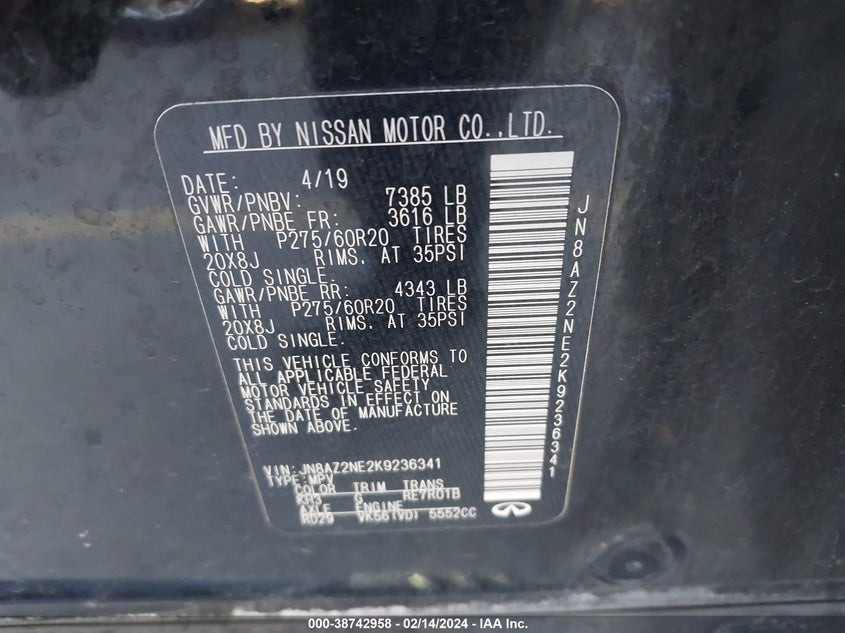 MFD BY NISSAN MOTOR CO.,LTD.
DATE: 4/19
GVWR/PNBV: 7385 LB
GAWR/PNBE FR: 3616 LB
WITH P275/60R20 TIRES
20X8J RIMS. AT 35PSI
COLD SINGLE.
GAWR/PNBE RR: 4343 LB
WITH P275/60R20 TIRES
20X8J RIMS. AT 35PSI
COLD SINGLE.
THIS VEHICLE CONFORMS TO
ALL APPLICABLE FEDERAL
MOTOR VEHICLE SAFETY
STANDARDS IN EFFECT ON
THE DATE OF MANUFACTURE
SHOWN ABOVE.
VIN:JN8AZ2NE2K9236341
TYPE:MPV
COLOR TRIM TRANS
KH3 G RE7R01B
AXLE ENGINE
RD29 VK56(VD) 5552CC
JN8AZ2NE2K9236341
000-38742958 - 02/14/2024 - IAA Inc.